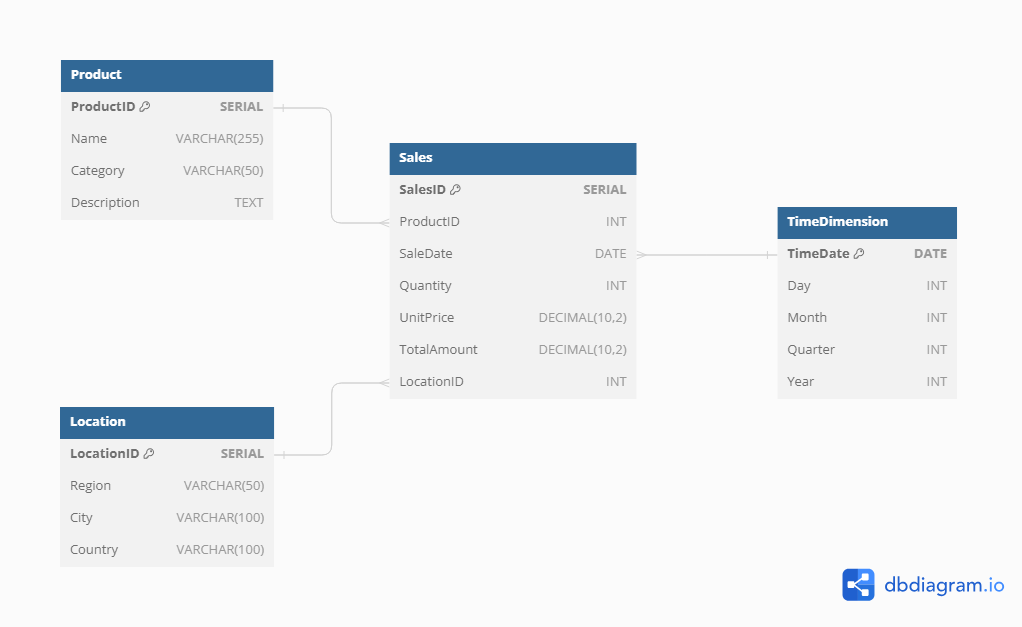 Product
ProductID SERIAL
Name VARCHAR(255)
Category VARCHAR(50)
Description TEXT
Sales
SalesID SERIAL
ProductID INT
SaleDate DATE
Quantity INT
UnitPrice DECIMAL(10,2)
TotalAmount DECIMAL(10,2)
LocationID INT
TimeDimension
TimeDate DATE
Day INT
Month INT
Quarter INT
Year INT
Location
LocationID SERIAL
Region VARCHAR(50)
City VARCHAR(100)
Country VARCHAR(100)
dbdiagram.io